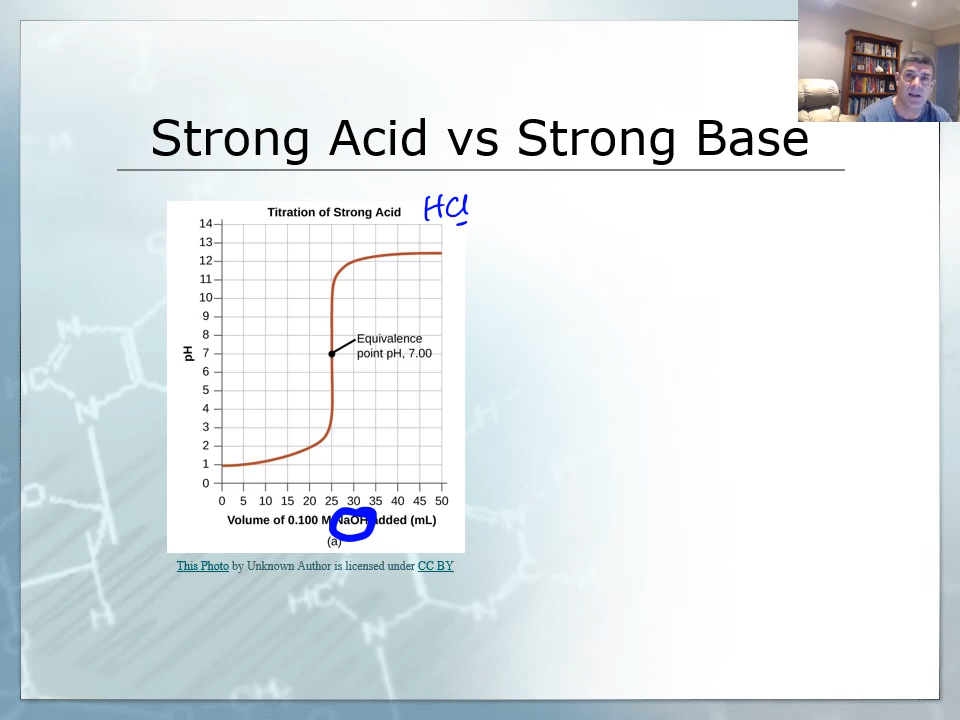 Strong Acid vs Strong Base
Titration of Strong Acid
HCl
14
13
12
11
10
9
8
7
6
5
4
3
2
1
0
pH
Equivalence
point pH, 7.00
0 5 10 15 20 25 30 35 40 45 50
Volume of 0.100 M NaOH added (mL)
(a)
This Photo by Unknown Author is licensed under CC BY
N
HC
N
H
H
HC
N
N
CH